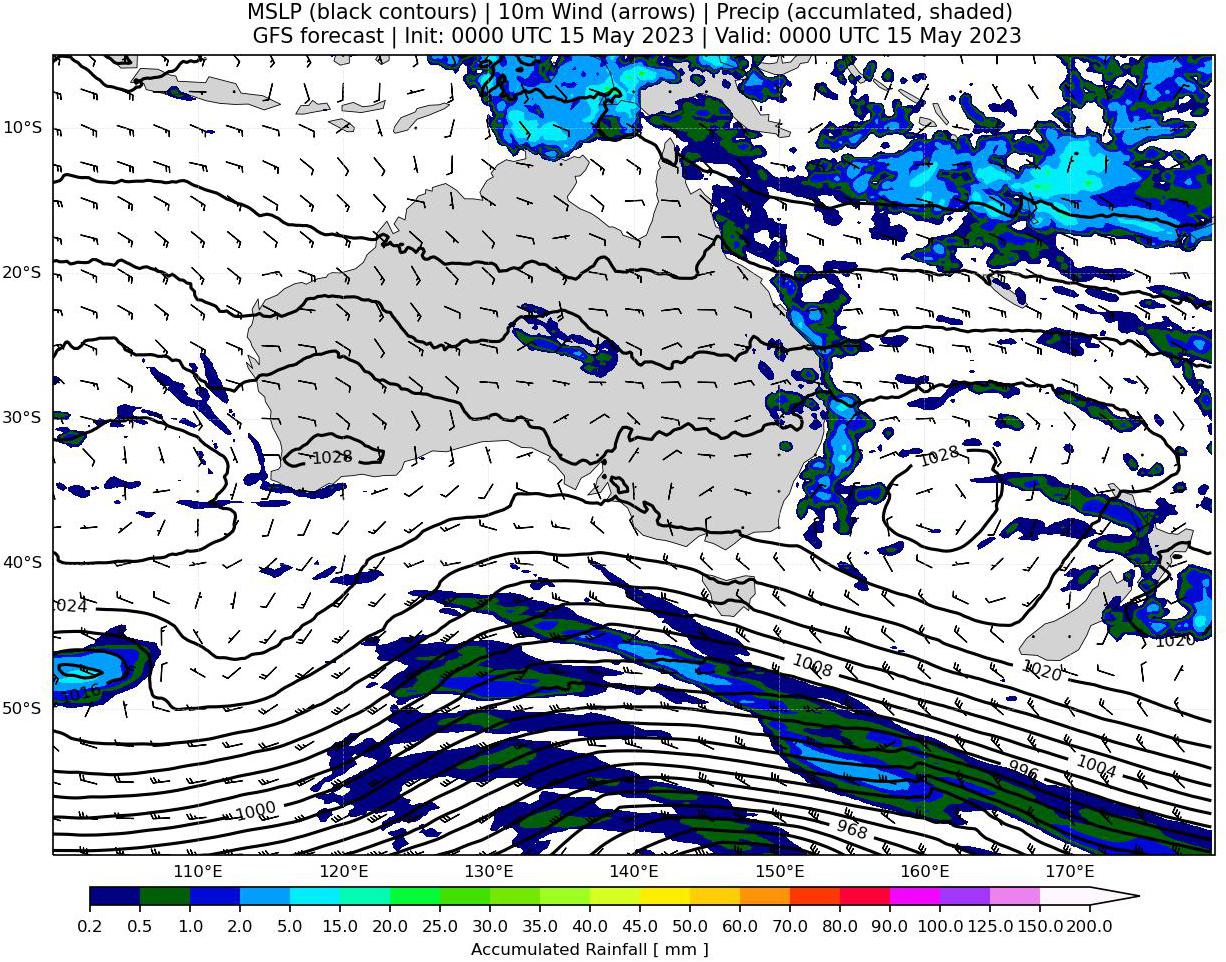 MSLP (black contours) | 10m Wind (arrows) | Precip (accumlated, shaded)
GFS forecast | Init: 0000 UTC 15 May 2023 | Valid: 0000 UTC 15 May 2023
10°S
20°S
30°S
1028
1028
40°S
024
1020
1008
1020
1016
50°S
996
1004
1000
968
110°E 120°E 130°E 140°E 150°E 160°E 170°E
0.2 0.5 1.0 2.0 5.0 10.0 15.0 20.0 25.0 30.0 35.0 40.0 45.0 50.0 60.0 70.0 80.0 90.0 100.0 125.0 150.0 200.0
Accumulated Rainfall [ mm ]